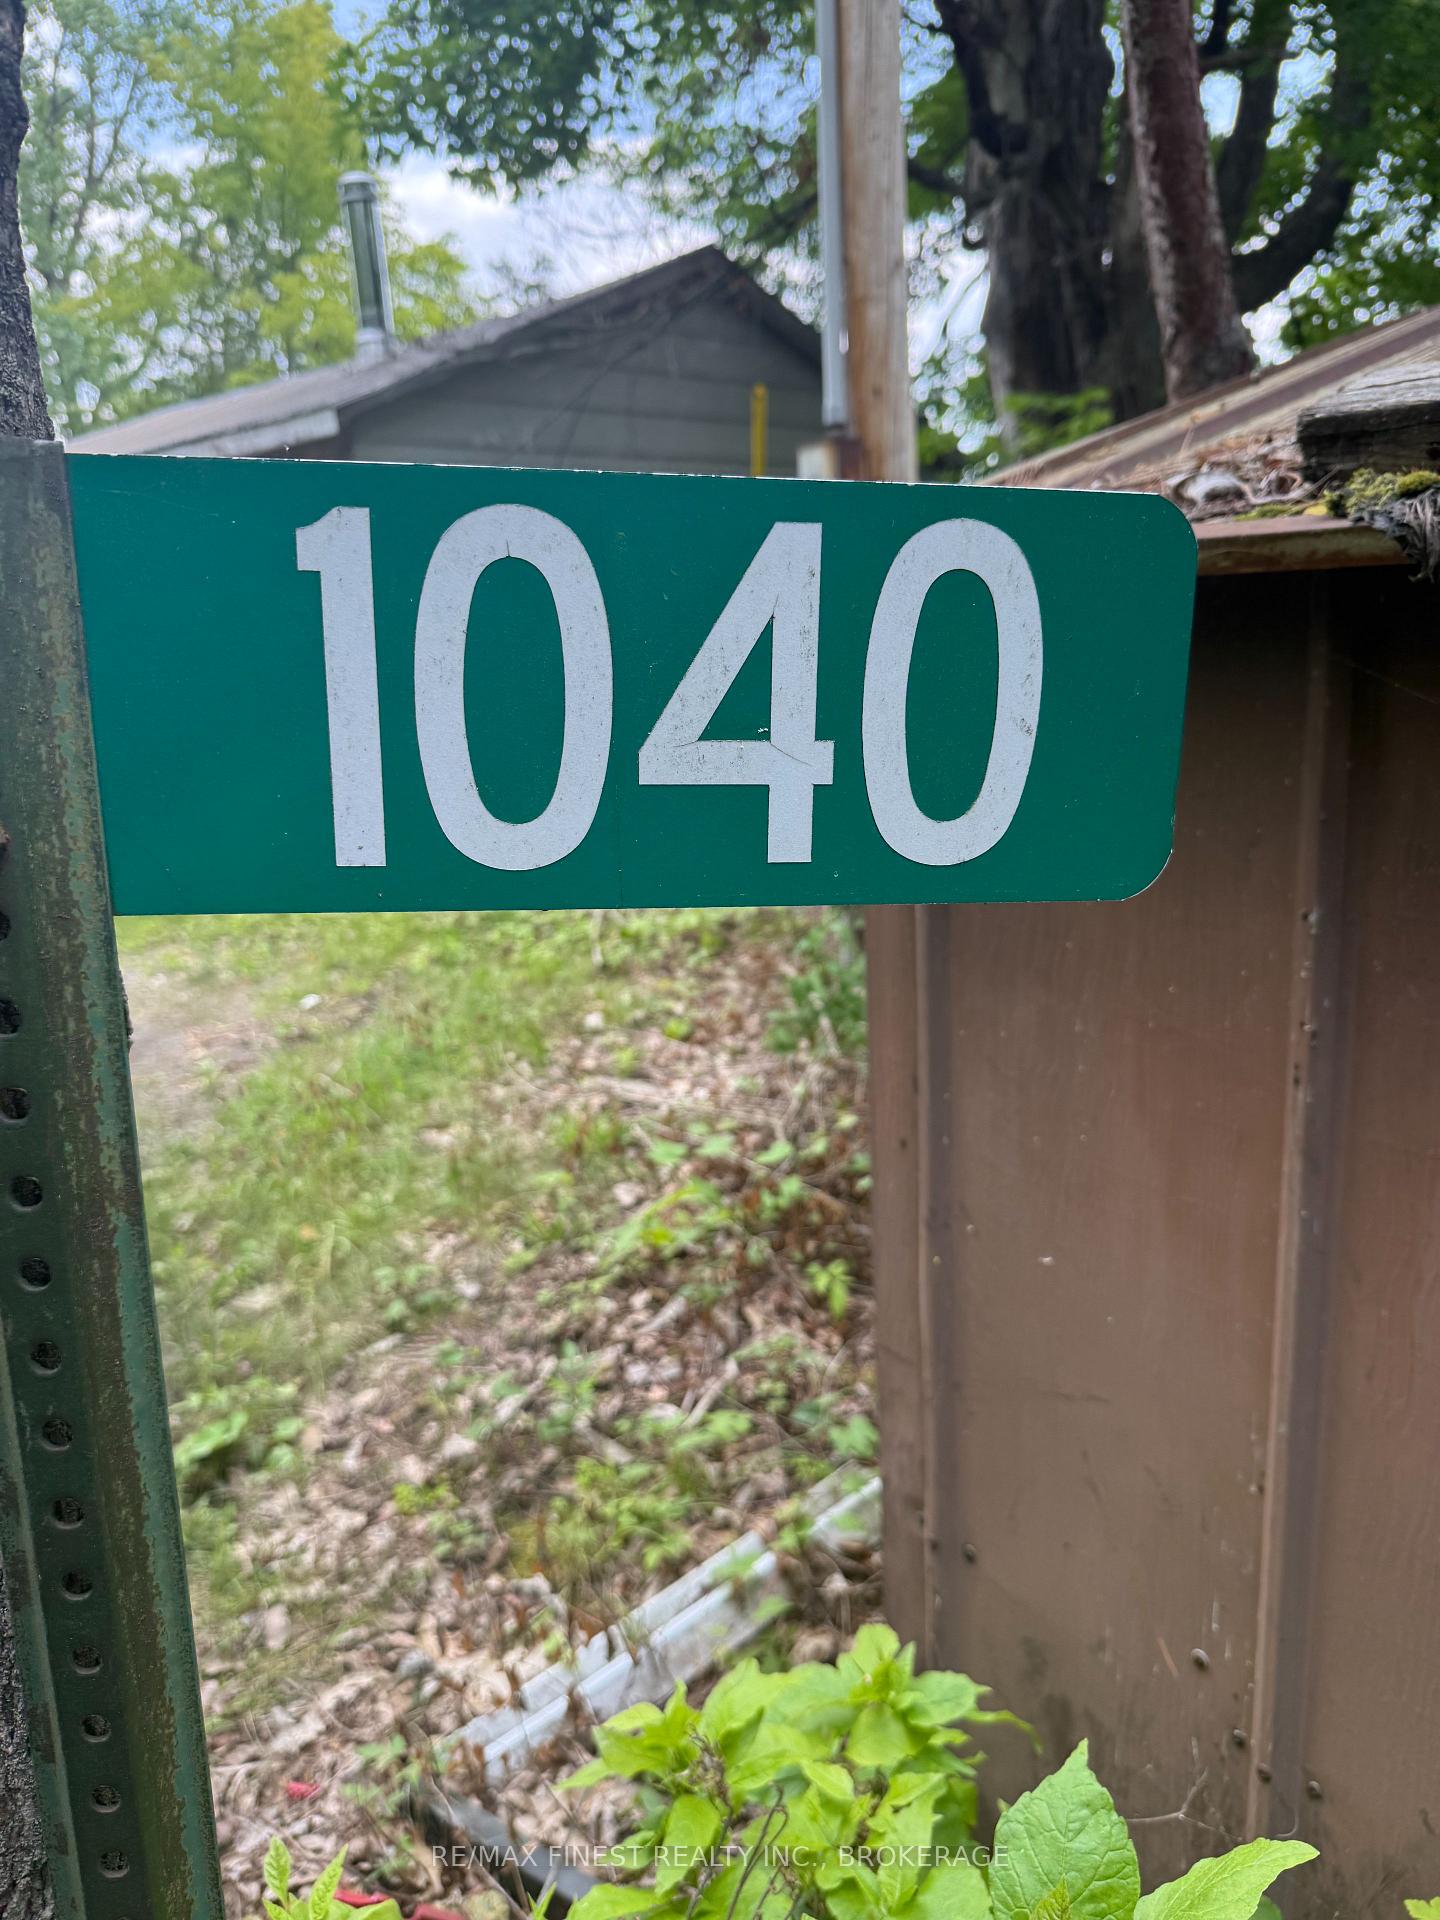 1040
RE/MAX FINEST REALTY INC., BROKERAGE